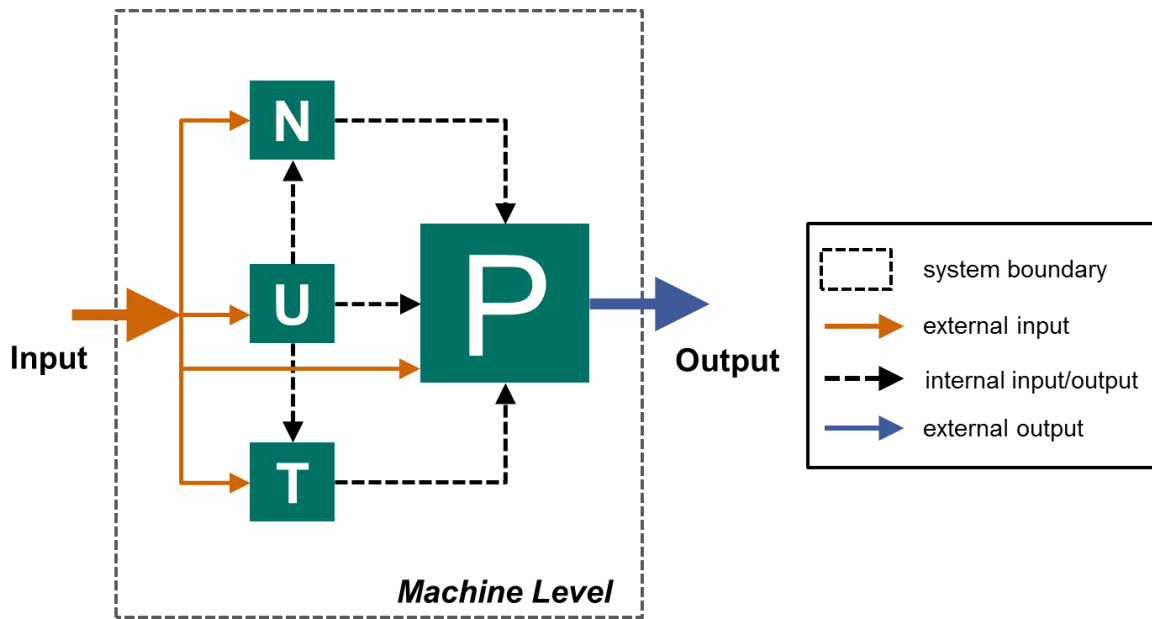 N
U
P
T
Input
Output
Machine Level
system boundary
external input
internal input/output
external output